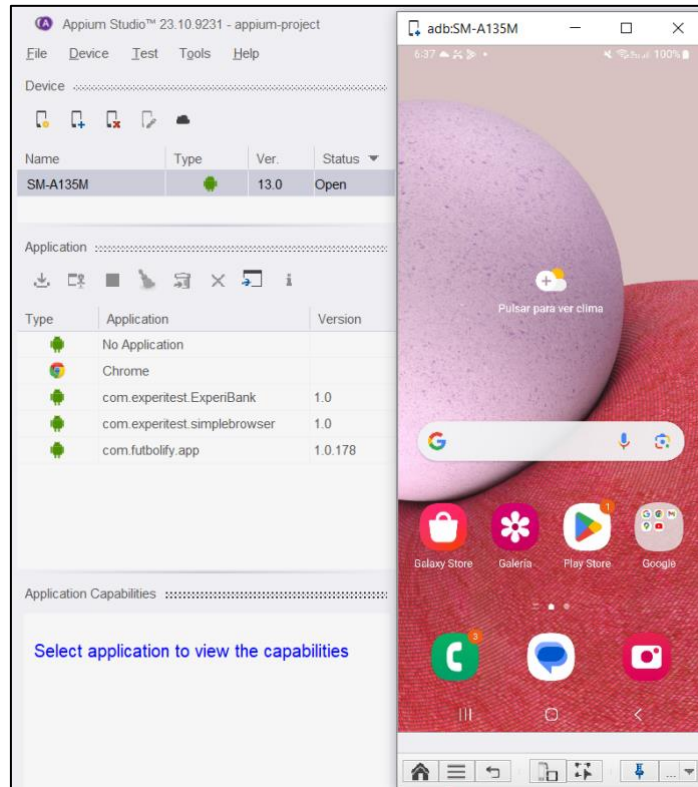 Appium Studio™ 23.10.9231 - appium-project
File Device Test Tools Help
Device
Name Type Ver. Status
SM-A135M 13.0 Open
Application
Type Application Version
No Application
Chrome
com.experitest.ExperiBank 1.0
com.experitest.simplebrowser 1.0
com.futbolify.app 1.0.178
Application Capabilities
Select application to view the capabilities
adb:SM-A135M
6:37 100%
Pulsar para ver clima
1
Galaxy Store Galería Play Store Google
3
...